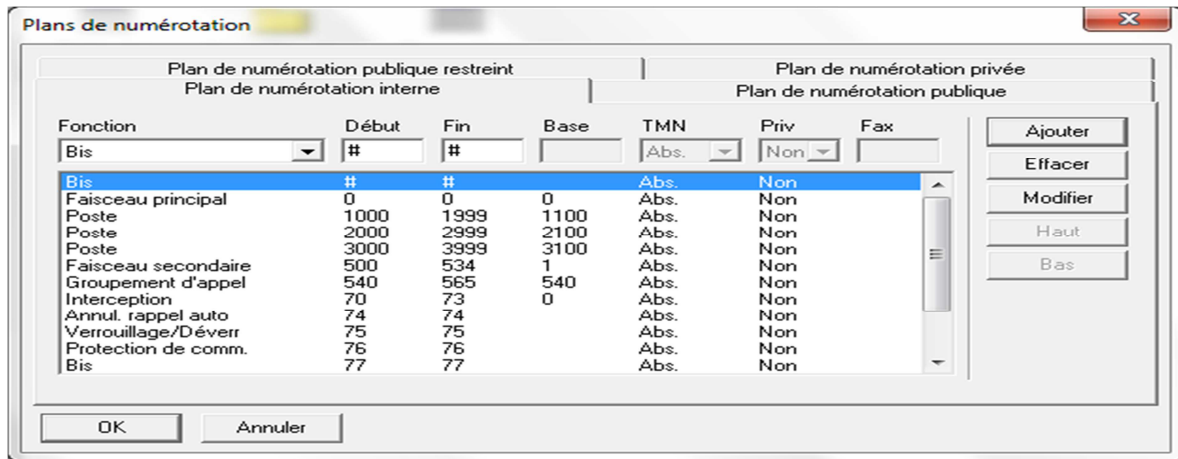 Plans de numérotation
Plan de numérotation publique restreint Plan de numérotation privée
Plan de numérotation interne Plan de numérotation publique
Fonction Début Fin Base TMN Priv Fax
Bis # # Abs. Non
Bis # # Abs. Non
Faisceau principal 0 0 0 Abs. Non
Poste 1000 1999 1100 Abs. Non
Poste 2000 2999 2100 Abs. Non
Poste 3000 3999 3100 Abs. Non
Faisceau secondaire 500 534 1 Abs. Non
Groupement d'appel 540 565 540 Abs. Non
Interception 70 73 0 Abs. Non
Annul. rappel auto 74 74 Abs. Non
Verrouillage/Déverr 75 75 Abs. Non
Protection de comm. 76 76 Abs. Non
Bis 77 77 Abs. Non
Ajouter
Effacer
Modifier
Haut
Bas
OK Annuler